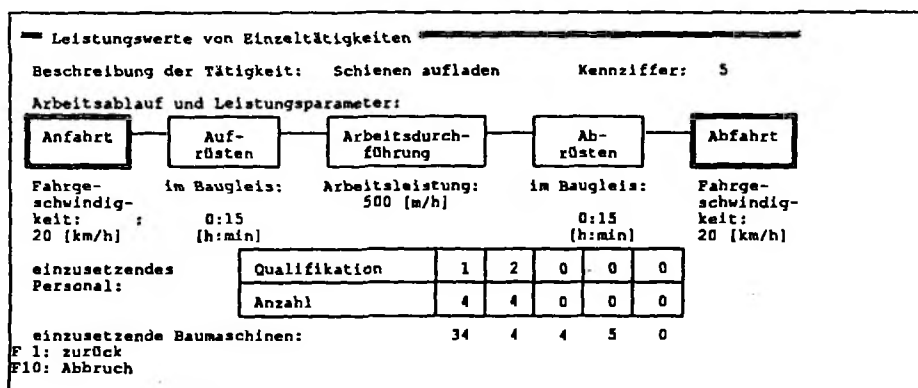 Leistungswerte von Einzeltätigkeiten
Beschreibung der Tätigkeit: Schienen aufladen Kennziffer: 5
Arbeitsablauf und Leistungsparameter:
Anfahrt
Auf-
rüsten
Arbeitsdurch-
führung
Ab-
rüsten
Abfahrt
Fahrge-
schwindig-
keit: :
20 [km/h]
im Baugleis:
0:15
[h:min]
Arbeitsleistung:
500 [m/h]
im Baugleis:
0:15
[h:min]
Fahrge-
schwindig-
keit:
20 [km/h]
einzusetzendes
Personal:
Qualifikation 1 2 0 0 0
Anzahl 4 4 0 0 0
einzusetzende Baumaschinen: 34 4 4 5 0
F 1: zurück
F10: Abbruch